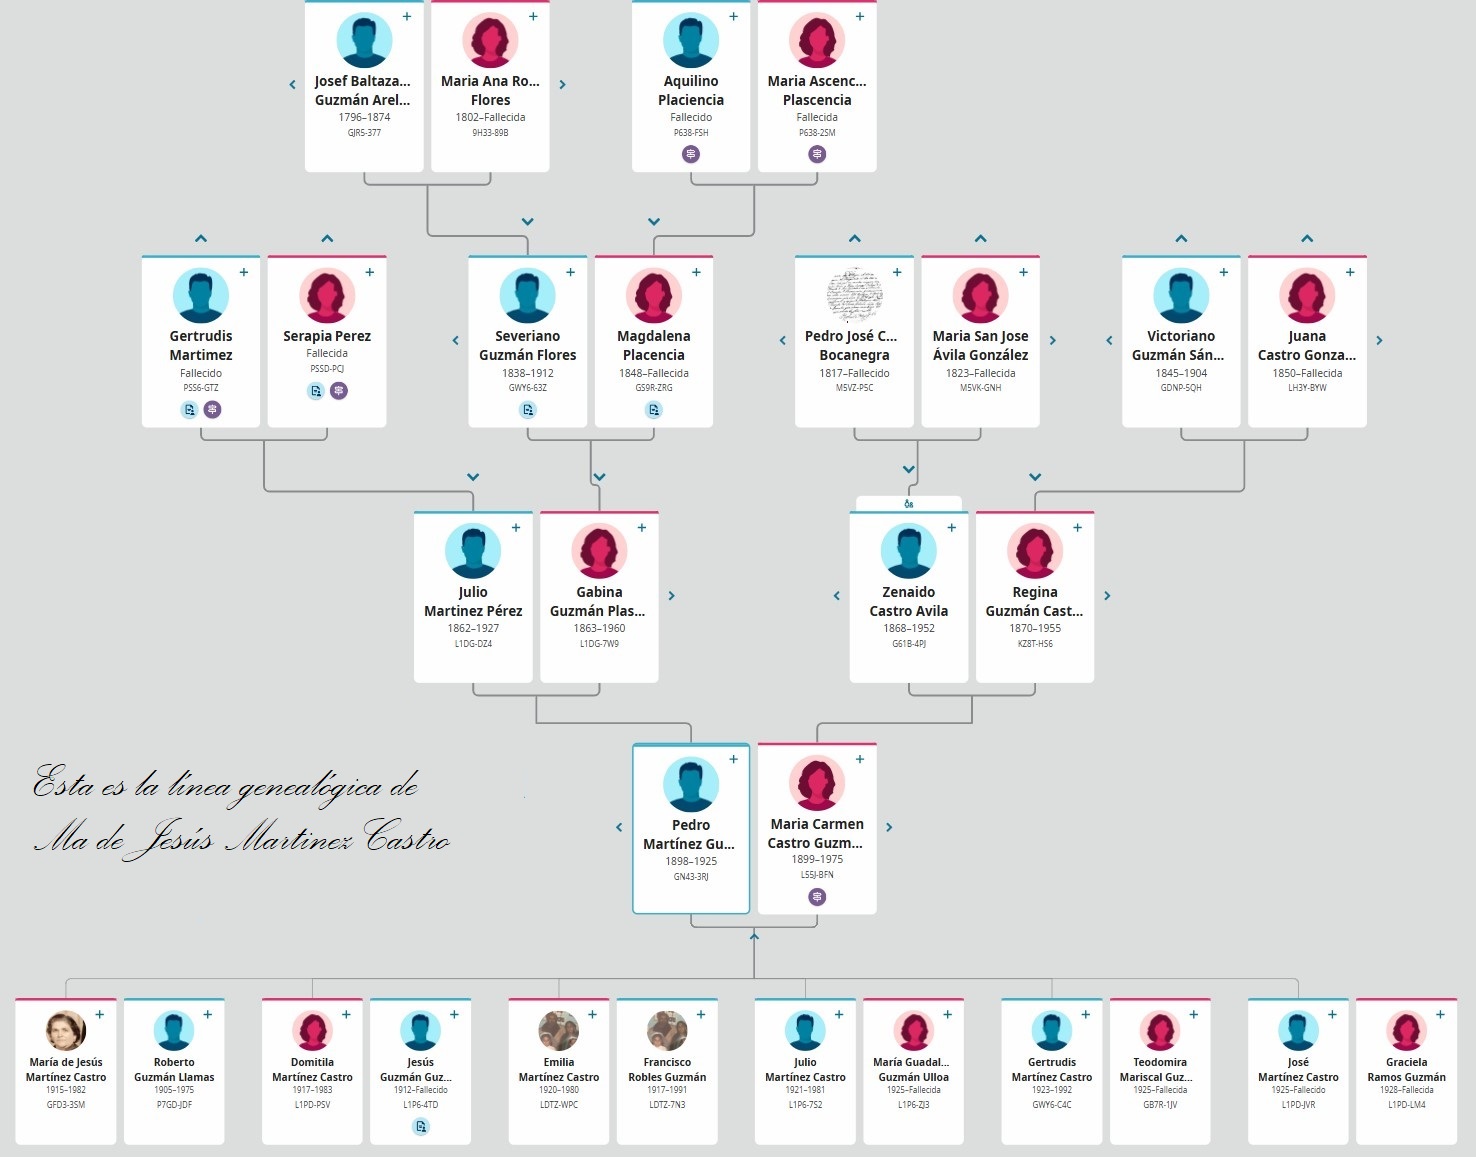 Josef Baltaza...
Guzmán Arel...
1796–1874
GJR5-377
Maria Ana Ro...
Flores
1802–Fallecida
9H33-89B
Aquilino
Placiencia
Fallecido
P638-FSH
Maria Ascenc...
Plascencia
Fallecida
P638-2SM
Gertrudis
Martimez
Fallecido
PSS6-GTZ
Serapia Perez
Fallecida
PSSD-PCJ
Severiano
Guzmán Flores
1838–1912
GWY6-63Z
Magdalena
Placencia
1848–Fallecida
GS9R-ZRG
Pedro José C...
Bocanegra
1817–Fallecido
M5VZ-P5C
Maria San Jose
Ávila González
1823–Fallecida
M5VK-GNH
Victoriano
Guzmán Sán...
1845–1904
GDNP-5QH
Juana
Castro Gonza...
1850–Fallecida
LH3Y-BYW
Julio
Martinez Pérez
1862–1927
L1DG-DZ4
Gabina
Guzmán Plas...
1863–1960
L1DG-7W9
Zenaido
Castro Avila
1868–1952
G61B-4PJ
Regina
Guzmán Cast...
1870–1955
KZ8T-HS6
Esta es la línea genealógica de
Ma de Jesús Martinez Castro
Pedro
Martínez Gu...
1898–1925
GN43-3RJ
Maria Carmen
Castro Guzm...
1899–1975
L55J-BFN
María de Jesús
Martínez Castro
1915–1982
GFD3-3SM
Roberto
Guzmán Llamas
1905–1975
P7GD-JDF
Domitila
Martínez Castro
1917–1983
L1PD-PSV
Jesús
Guzmán Guz...
1912–Fallecido
L1P6-4TD
Emilia
Martínez Castro
1920–1980
LDTZ-WPC
Francisco
Robles Guzmán
1917–1991
LDTZ-7N3
Julio
Martínez Castro
1921–1981
L1P6-7S2
María Guadal...
Guzmán Ulloa
1925–Fallecida
L1P6-ZJ3
Gertrudis
Martínez Castro
1923–1992
GWY6-C4C
Teodomira
Mariscal Guz...
1925–Fallecida
GB7R-1JV
José
Martínez Castro
1925–Fallecido
L1PD-JVR
Graciela
Ramos Guzmán
1928–Fallecida
L1PD-LM4